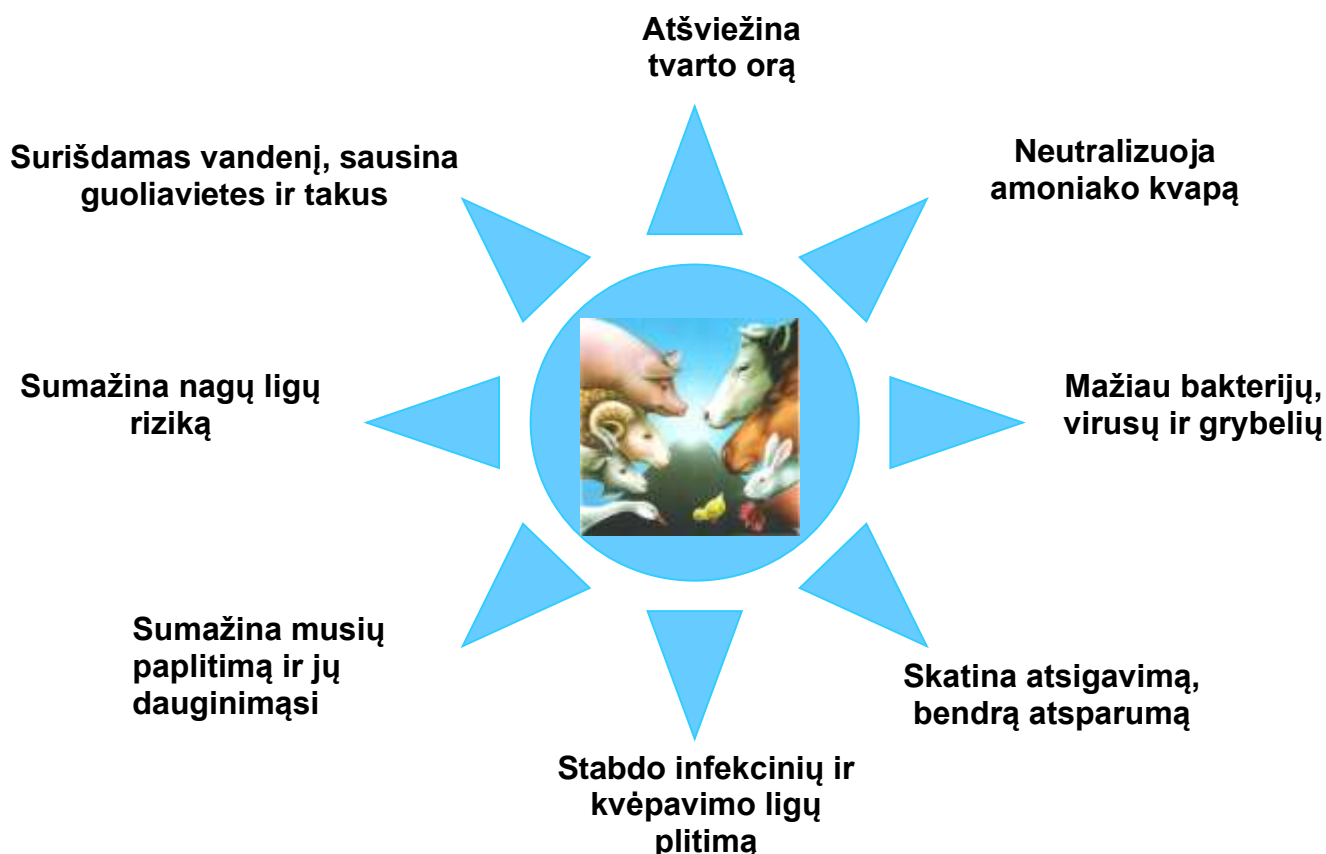 Atšviežina
tvarto orą
Neutralizuoja
amoniako kvapą
Mažiau bakterijų,
virusų ir grybelių
Skatina atsigavimą,
bendrą atsparumą
Stabdo infekcinių ir
kvėpavimo ligų
plitimą
Sumažina musių
paplitimą ir jų
dauginimąsi
Sumažina nagų ligų
riziką
Surišdamas vandenį, sausina
guoliavietes ir takus